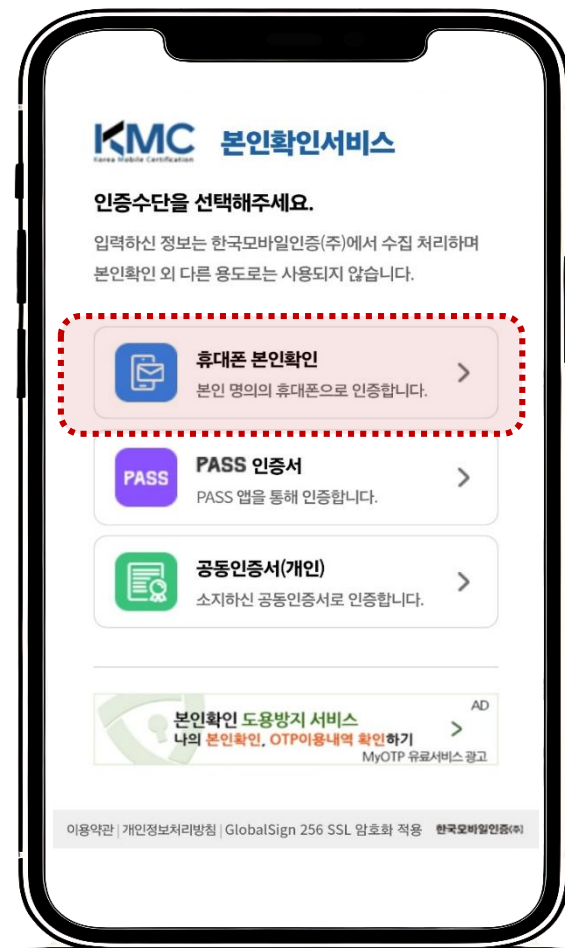 KMC 본인확인서비스
Korea Mobile Certification
인증수단을 선택해주세요.
입력하신 정보는 한국모바일인증(주)에서 수집 처리하며
본인확인 외 다른 용도로는 사용되지 않습니다.
휴대폰 본인확인
본인 명의의 휴대폰으로 인증합니다.
PASS
PASS 인증서
PASS 앱을 통해 인증합니다.
공동인증서(개인)
소지하신 공동인증서로 인증합니다.
AD
본인확인 도용방지 서비스
나의 본인확인, OTP이용내역 확인하기
MyOTP 유료서비스 광고
이용약관 | 개인정보처리방침 | GlobalSign 256 SSL 암호화 적용 한국모바일인증(주)